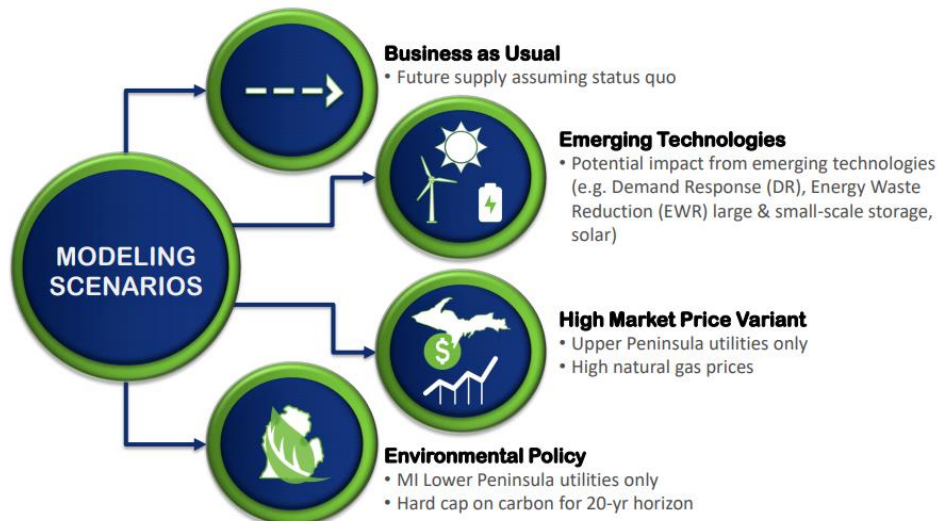 Business as Usual
• Future supply assuming status quo
Emerging Technologies
• Potential impact from emerging technologies
(e.g. Demand Response (DR), Energy Waste
Reduction (EWR) large & small-scale storage,
solar)
MODELING
SCENARIOS
High Market Price Variant
• Upper Peninsula utilities only
• High natural gas prices
$
Environmental Policy
• MI Lower Peninsula utilities only
• Hard cap on carbon for 20-yr horizon